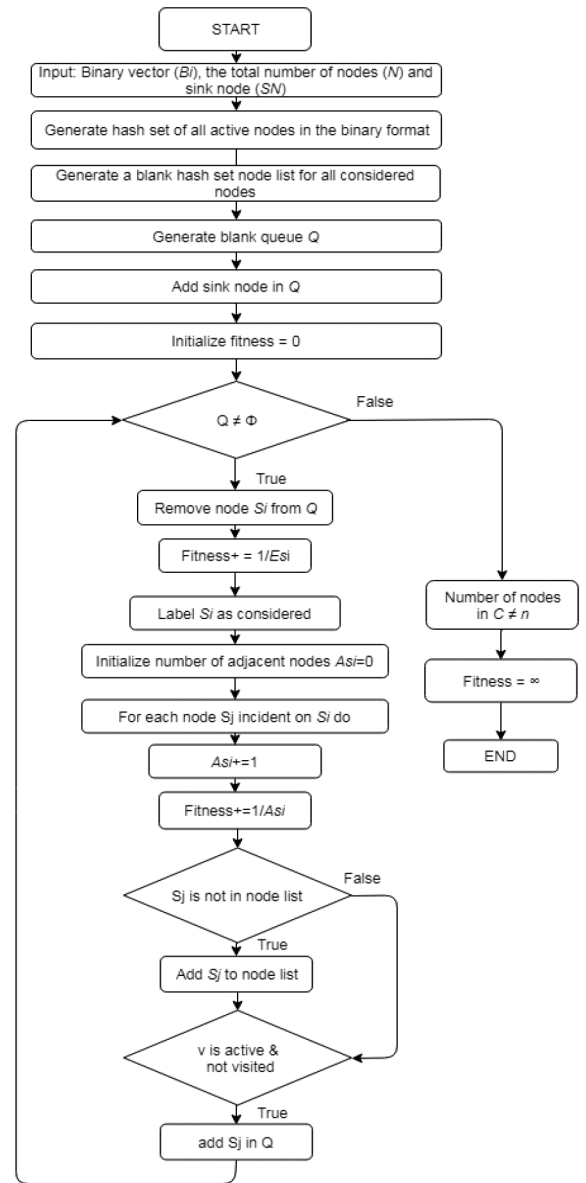 START
Input: Binary vector (Bi), the total number of nodes (N) and
sink node (SN)
Generate hash set of all active nodes in the binary format
Generate a blank hash set node list for all considered
nodes
Generate blank queue Q
Add sink node in Q
Initialize fitness = 0
Q ≠ Φ
False
True
Remove node Si from Q
Fitness+ = 1/Esi
Label Si as considered
Initialize number of adjacent nodes Asi=0
For each node Sj incident on Si do
Asi+=1
Fitness+=1/Asi
Sj is not in node list
False
True
Add Sj to node list
v is active &
not visited
True
add Sj in Q
Number of nodes
in C ≠ n
Fitness = ∞
END